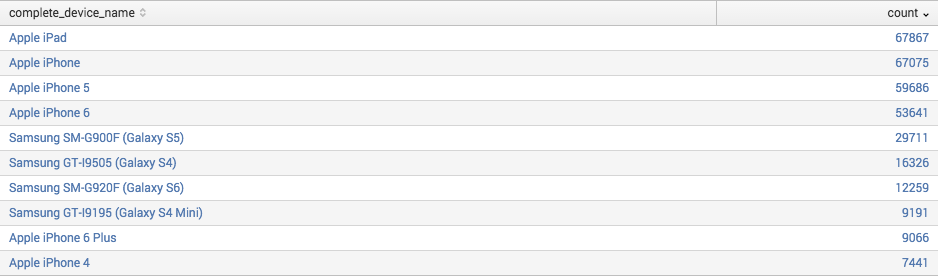 complete_device_name count
Apple iPad 67867
Apple iPhone 67075
Apple iPhone 5 59686
Apple iPhone 6 53641
Samsung SM-G900F (Galaxy S5) 29711
Samsung GT-I9505 (Galaxy S4) 16326
Samsung SM-G920F (Galaxy S6) 12259
Samsung GT-I9195 (Galaxy S4 Mini) 9191
Apple iPhone 6 Plus 9066
Apple iPhone 4 7441